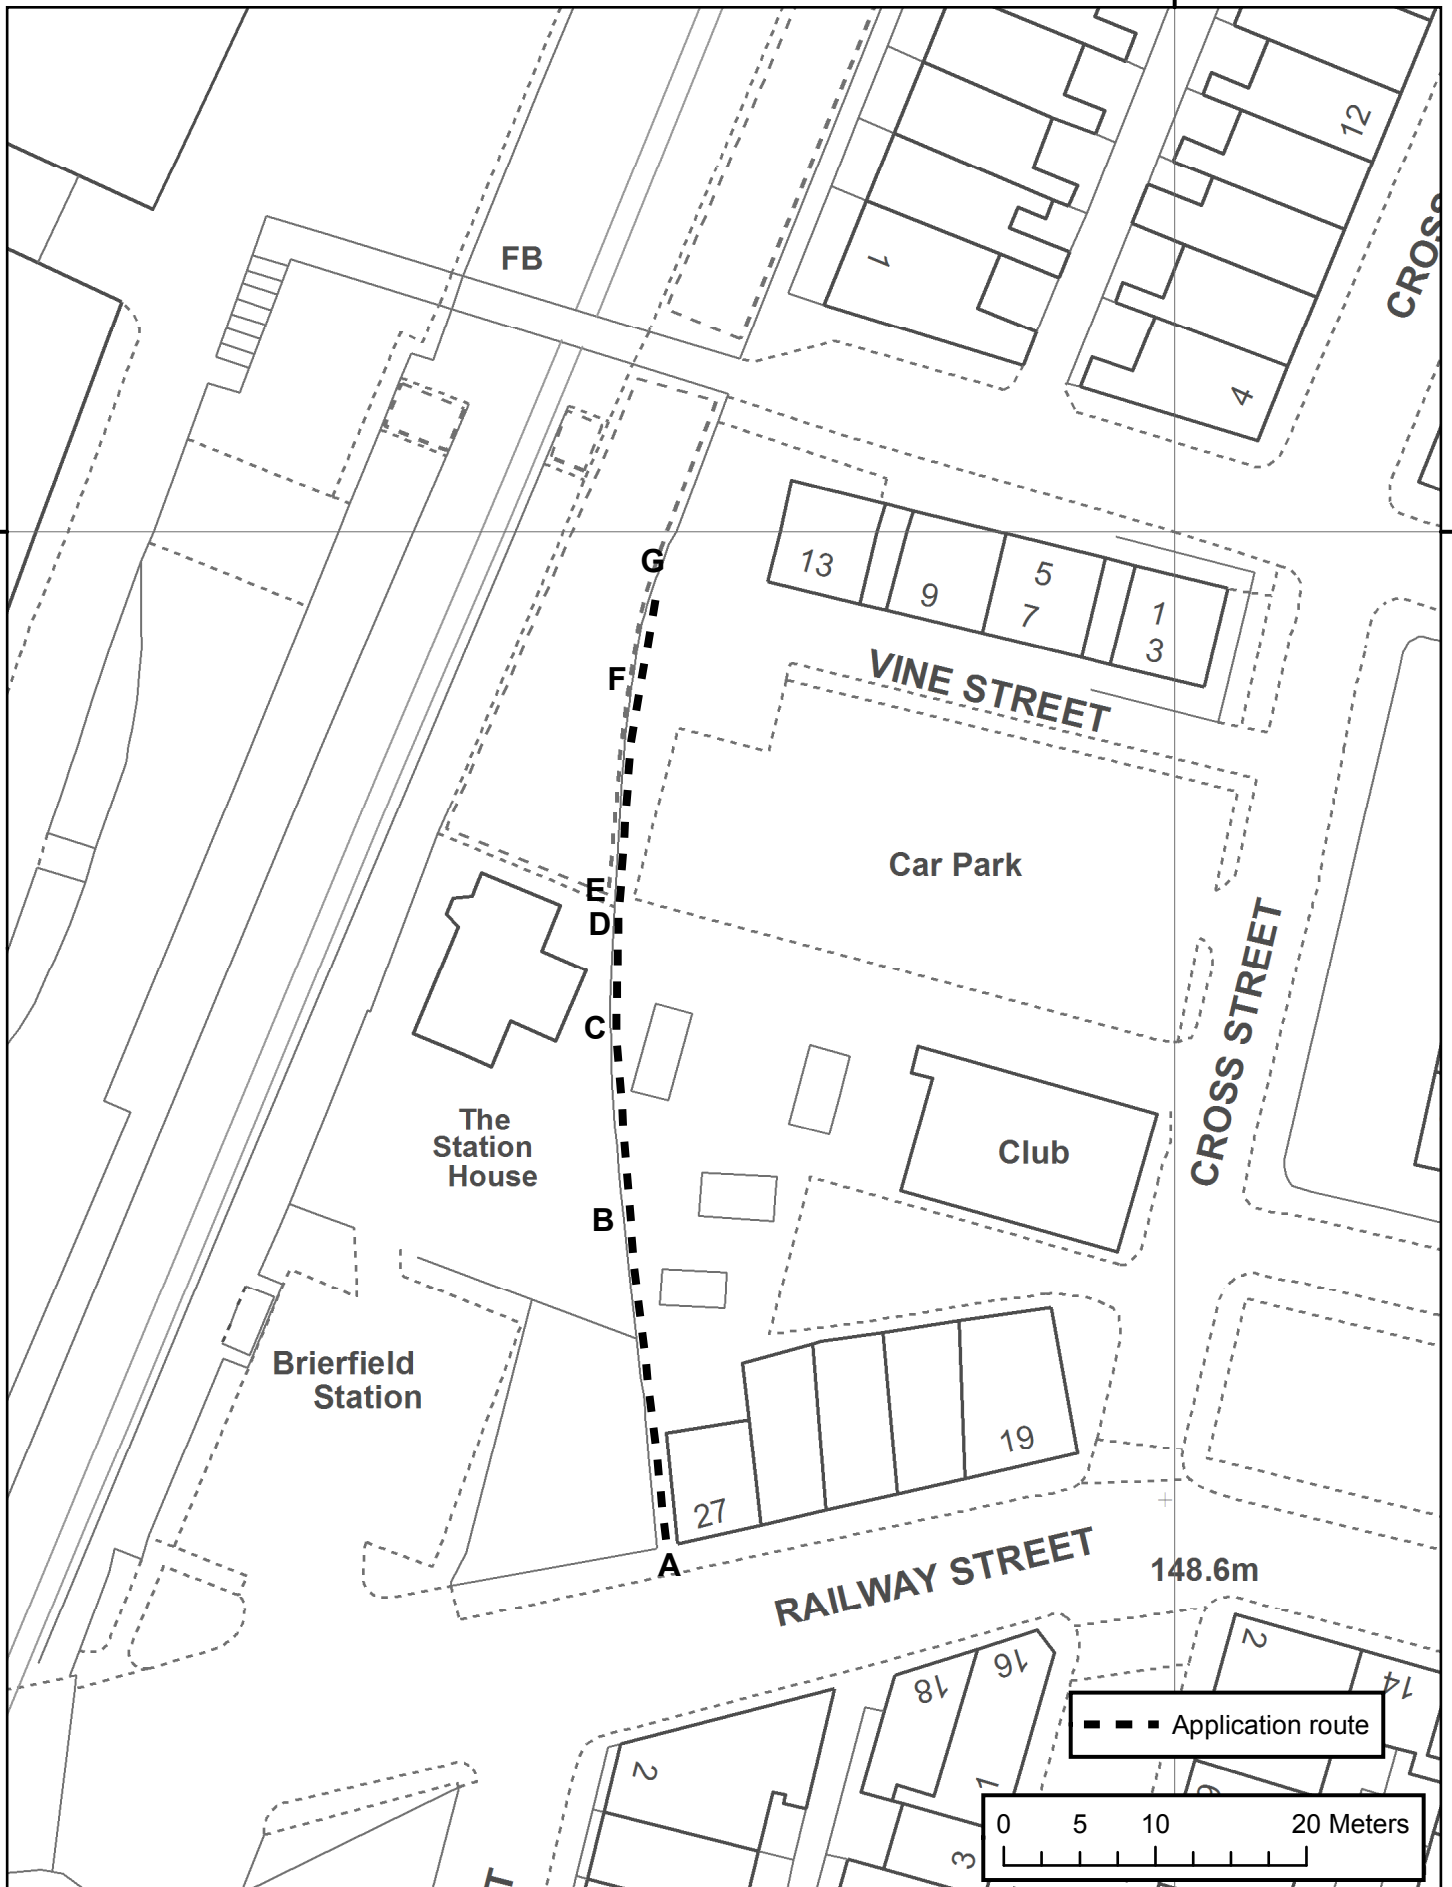 12
CROSS
FB
1
4
G
13
9
5
7
1
3
F
VINE STREET
Car Park
E
D
C
CROSS STREET
The
Station
House
Club
B
Brierfield
Station
19
27
A
RAILWAY STREET
148.6m
2
16
18
14
Application route
2
1
3
0 5 10 20 Meters